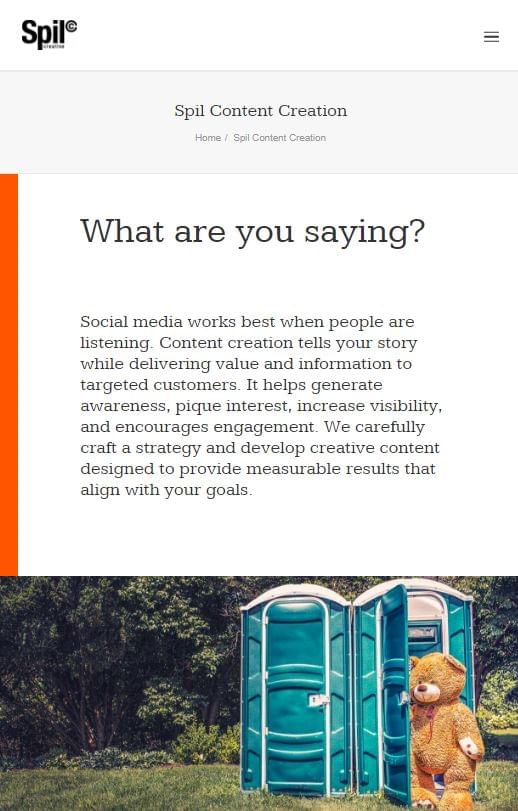 Spil©
creative
Spil Content Creation
Home / Spil Content Creation
What are you saying?
Social media works best when people are
listening. Content creation tells your story
while delivering value and information to
targeted customers. It helps generate
awareness, pique interest, increase visibility,
and encourages engagement. We carefully
craft a strategy and develop creative content
designed to provide measurable results that
align with your goals.